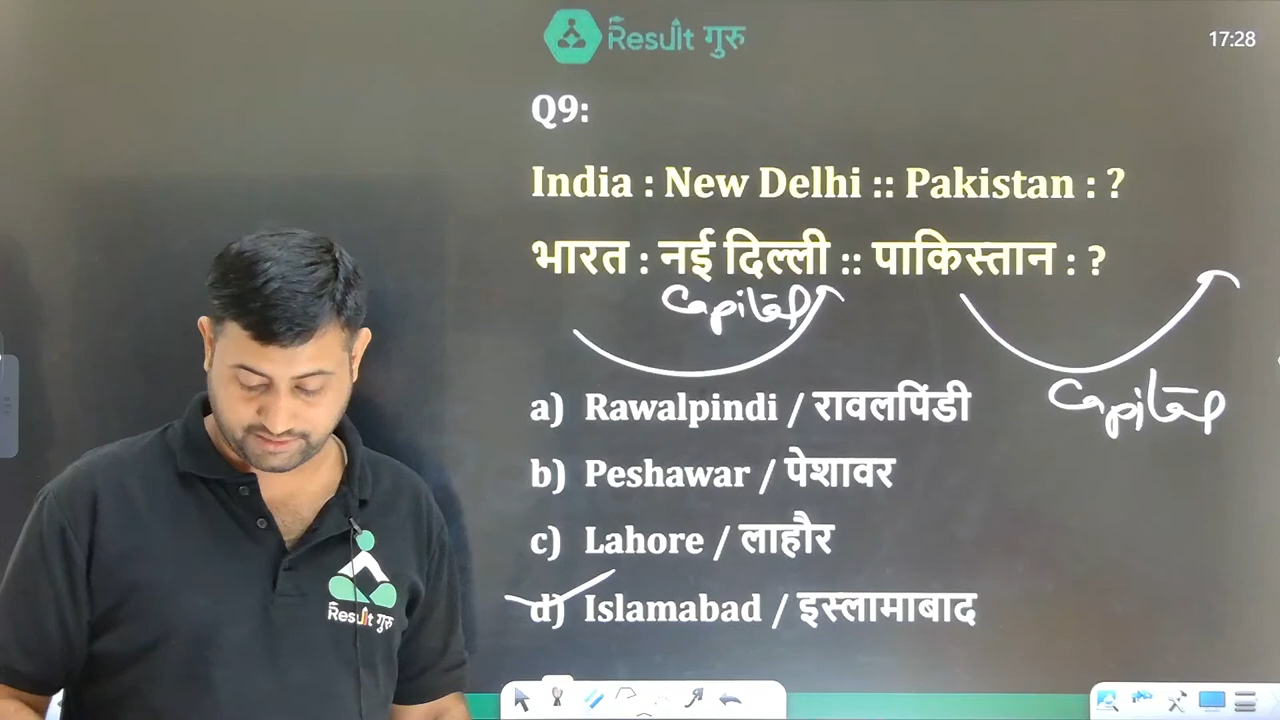 Result गुरु
17:28
Q9:
India : New Delhi :: Pakistan : ?
भारत : नई दिल्ली :: पाकिस्तान : ?
Capital
Capital
a) Rawalpindi / रावलपिंडी
b) Peshawar / पेशावर
c) Lahore / लाहौर
d) Islamabad / इस्लामाबाद
Result गुरु